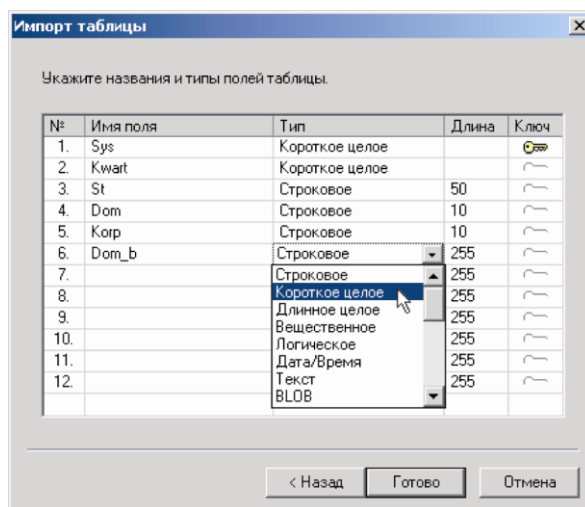 Импорт таблицы
Укажите названия и типы полей таблицы.
№ Имя поля Тип Длина Ключ
1. Sys Короткое целое
2. Kwart Короткое целое
3. St Строковое 50
4. Dom Строковое 10
5. Korp Строковое 10
6. Dom_b Строковое 255
7. Строковое 255
8. Короткое целое 255
9. Длинное целое 255
Вещественное
10. Логическое 255
11. Дата/Время 255
12. Текст 255
BLOB
< Назад Готово Отмена